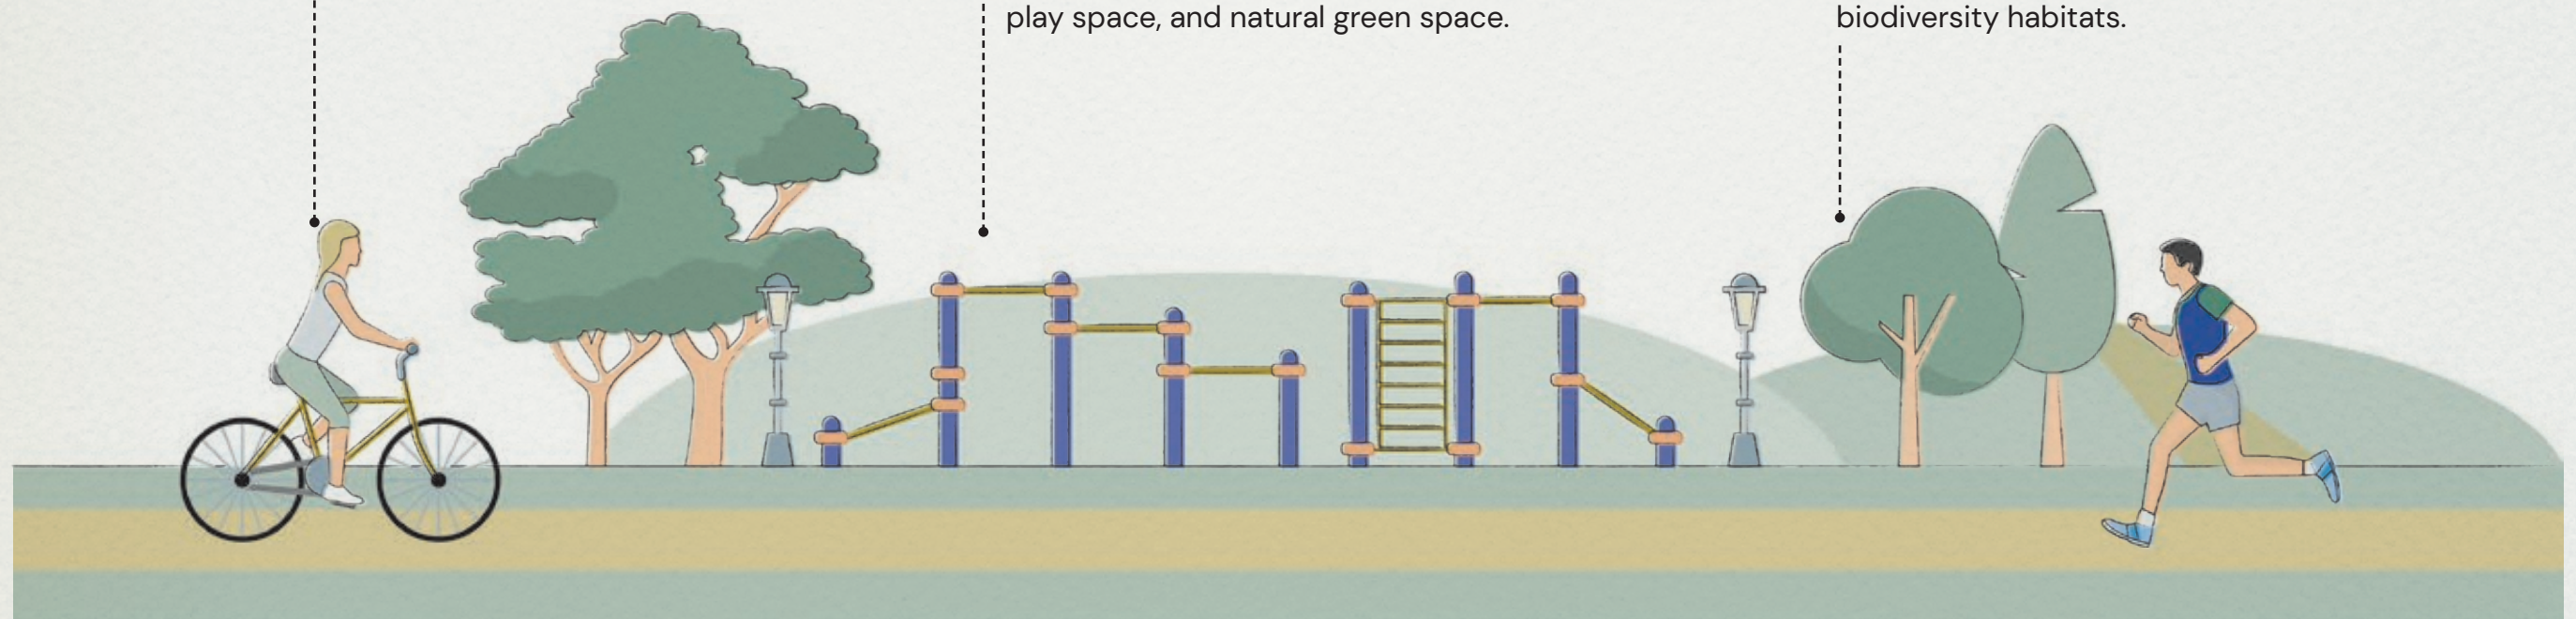 play space, and natural green space.
biodiversity habitats.